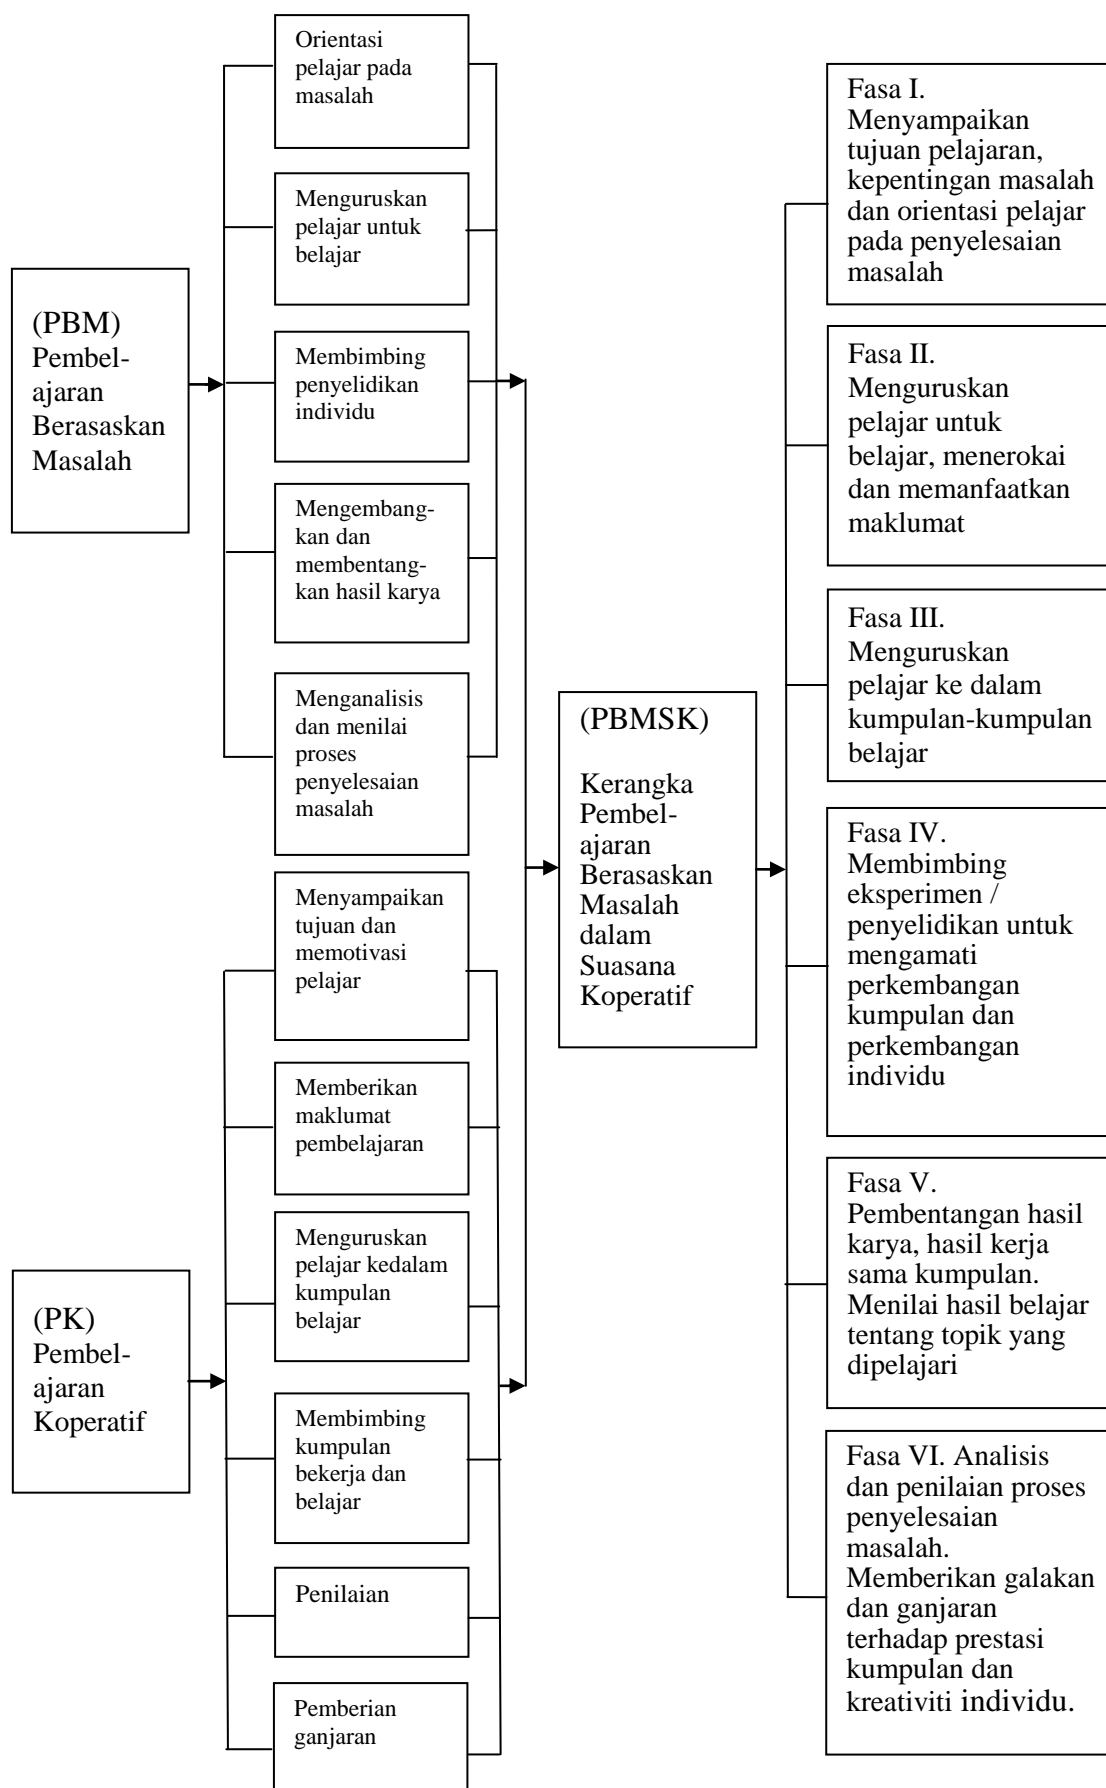 (PBM)
Pembel-
ajaran
Berasaskan
Masalah
Orientasi
pelajar pada
masalah
Menguruskan
pelajar untuk
belajar
Membimbing
penyelidikan
individu
Mengembang-
kan dan
membentang-
kan hasil karya
Menganalisis
dan menilai
proses
penyelesaian
masalah
(PK)
Pembel-
ajaran
Koperatif
Menyampaikan
tujuan dan
memotivasi
pelajar
Memberikan
maklumat
pembelajaran
Menguruskan
pelajar kedalam
kumpulan
belajar
Membimbing
kumpulan
bekerja dan
belajar
Penilaian
Pemberian
ganjaran
(PBMSK)
Kerangka
Pembel-
ajaran
Berasaskan
Masalah
dalam
Suasana
Koperatif
Fasa I.
Menyampaikan
tujuan pelajaran,
kepentingan masalah
dan orientasi pelajar
pada penyelesaian
masalah
Fasa II.
Menguruskan
pelajar untuk
belajar, menerokai
dan memanfaatkan
maklumat
Fasa III.
Menguruskan
pelajar ke dalam
kumpulan-kumpulan
belajar
Fasa IV.
Membimbing
eksperimen /
penyelidikan untuk
mengamati
perkembangan
kumpulan dan
perkembangan
individu
Fasa V.
Pembentangan hasil
karya, hasil kerja
sama kumpulan.
Menilai hasil belajar
tentang topik yang
dipelajari
Fasa VI. Analisis
dan penilaian proses
penyelesaian
masalah.
Memberikan galakan
dan ganjaran
terhadap prestasi
kumpulan dan
kreativiti individu.